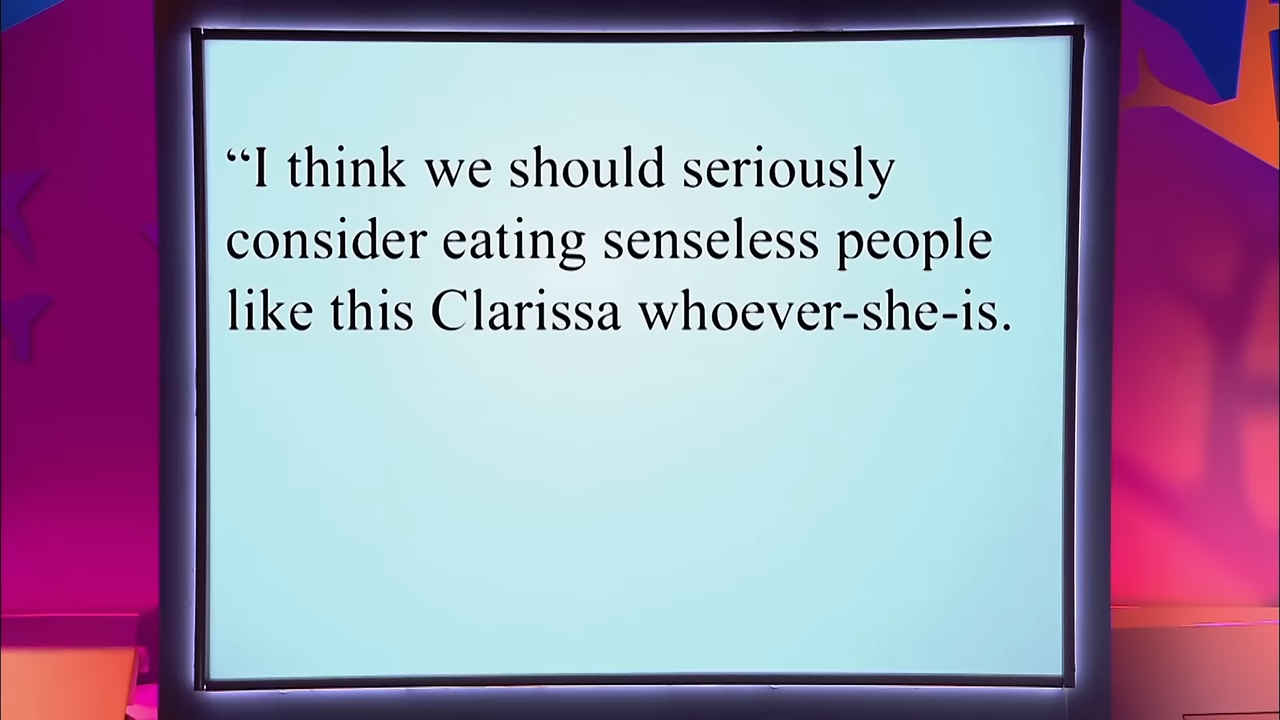 “I think we should seriously
consider eating senseless people
like this Clarissa whoever-she-is.